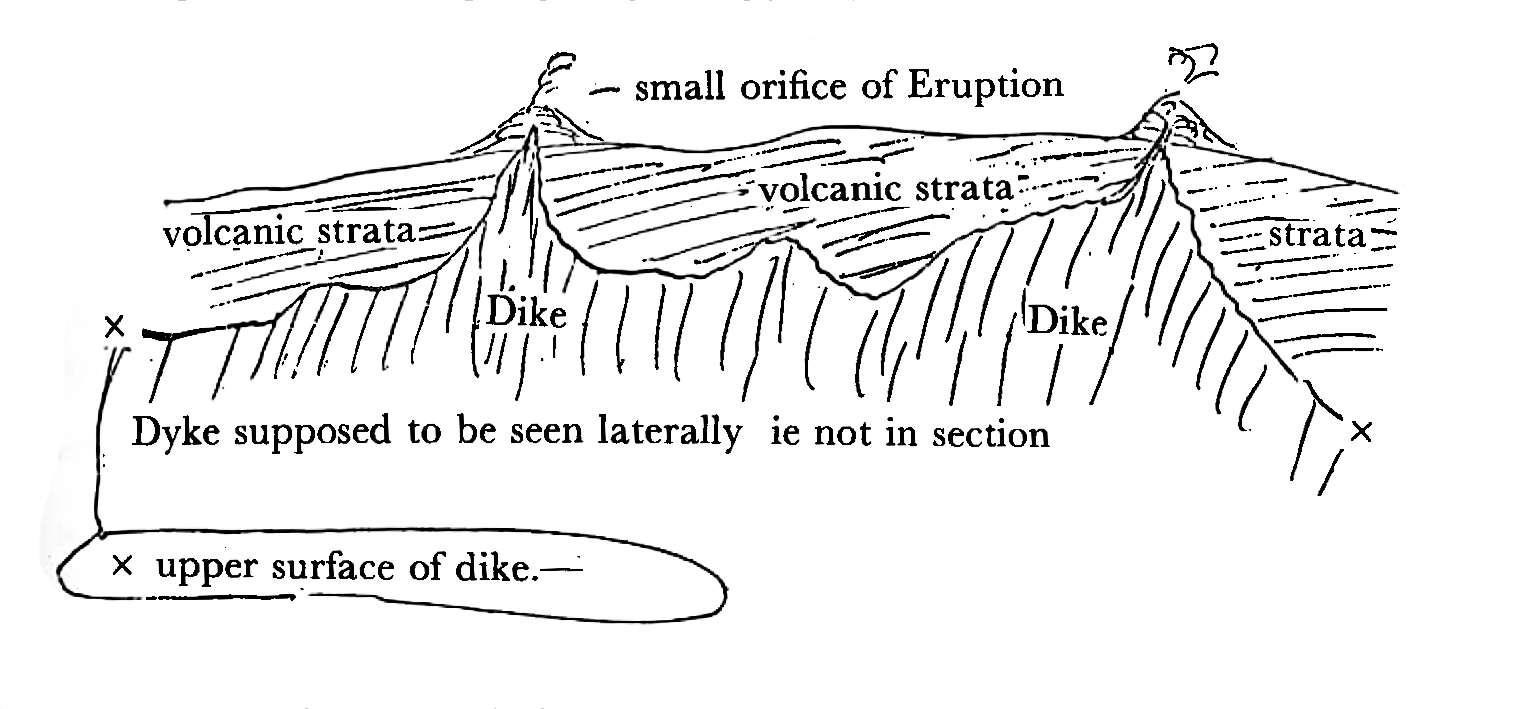 – small orifice of Eruption
volcanic strata
volcanic strata
strata
Dike
Dike
×
Dyke supposed to be seen laterally ie not in section
×
× upper surface of dike.—